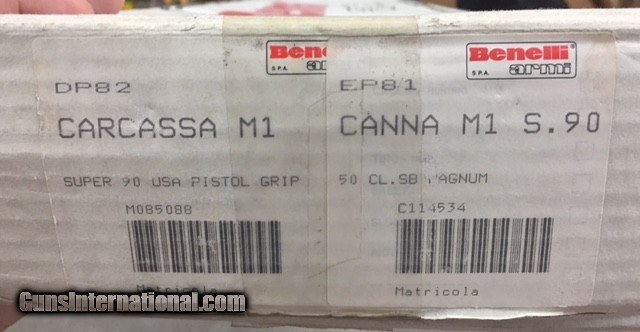 Benelli
S.P.A. armi
DP82
CARCASSA M1
SUPER 90 USA PISTOL GRIP
M085088
Matricola
Benelli
S.P.A. armi
EP81
CANNA M1 S.90
50 CL.SB MAGNUM
C114534
Matricola
GunsInternational.com